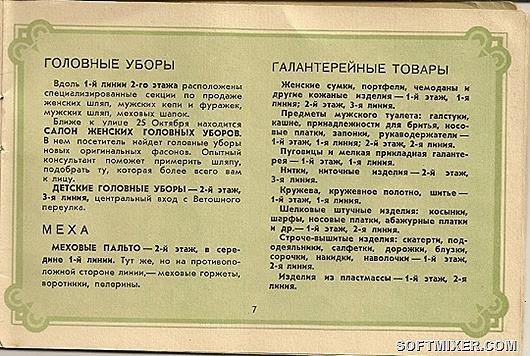 ГОЛОВНЫЕ УБОРЫ
Вдоль 1-й линии 2-го этажа расположены
специализированные секции по продаже
женских шляп, мужских кепи и фуражек,
мужских шляп, меховых шапок.
Ближе к улице 25 Октября находится
САЛОН ЖЕНСКИХ ГОЛОВНЫХ УБОРОВ.
В нем посетитель найдет головные уборы
новых оригинальных фасонов. Опытный
консультант поможет примерить шляпу,
подобрать ту, которая более всего вам
к лицу.
ДЕТСКИЕ ГОЛОВНЫЕ УБОРЫ — 2-й этаж,
3-я линия, центральный вход с Ветошного
переулка.
МЕХА
МЕХОВЫЕ ПАЛЬТО — 2-й этаж, в сере-
дине 1-й линии. Тут же, но на противопо-
ложной стороне линии,— меховые горжеты,
воротники, пелерины.
ГАЛАНТЕРЕЙНЫЕ ТОВАРЫ
Женские сумки, портфели, чемоданы и
другие кожаные изделия — 1-й этаж, 1-я
линия; 2-й этаж, 3-я линия.
Предметы мужского туалета: галстуки,
кашне, принадлежности для бритья, носо-
вые платки, запонки, рукаводержатели —
1-й этаж, 1-я линия; 2-й этаж, 2-я линия.
Пуговицы и мелкая прикладная галанте-
рея — 1-й этаж, 1-я линия.
Нитки, ниточные изделия — 2-й этаж,
3-я линия.
Кружева, кружевное полотно, шитье —
1-й этаж, 1-я линия.
Шелковые штучные изделия: косынки,
шарфы, носовые платки, абажурные платки
и др.— 1-й этаж, 2-я линия.
Строче-вышитые изделия: скатерти, под-
одеяльники, салфетки, дорожки, блузки,
сорочки, накидки, наволочки — 1-й этаж,
2-я линия.
Изделия из пластмассы — 1-й этаж, 2-я
линия.
7
SOFTMIXER.COM